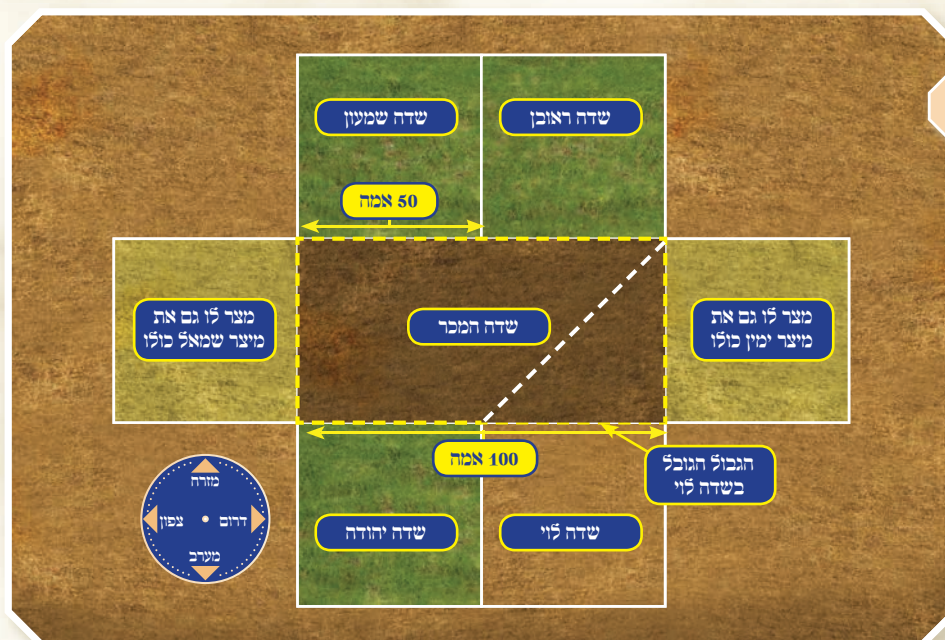 שדה ראובן
שדה שמעון
50 אמה
מצר לו גם את
מיצר ימין כולו
שדה המכר
מצר לו גם את
מיצר שמאל כולו
100 אמה
הגבול הגובל
בשדה לוי
שדה לוי
שדה יהודה
מזרח
דרום
צפון
מערב